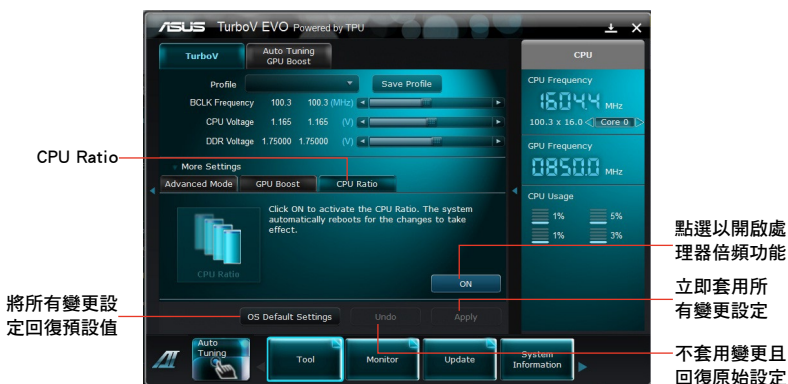 ASUS TurboV EVO Powered by TPU
TurboV
Auto Tuning
GPU Boost
CPU
Profile
Save Profile
BCLK Frequency 100.3 100.3 (MHz)
CPU Voltage 1.165 1.165 (V)
DDR Voltage 1.75000 1.75000 (V)
CPU Frequency
1604.4 MHz
100.3 x 16.0 Core 0
GPU Frequency
0850.0 MHz
CPU Usage
1% 5%
1% 3%
CPU Ratio
More Settings
Advanced Mode GPU Boost CPU Ratio
Click ON to activate the CPU Ratio. The system
automatically reboots for the changes to take
effect.
CPU Ratio
ON
點選以開啟處
理器倍頻功能
將所有變更設
定回復預設值
OS Default Settings Undo Apply
立即套用所
有變更設定
Auto
Tuning
Tool Monitor Update
System
Information
不套用變更且
回復原始設定